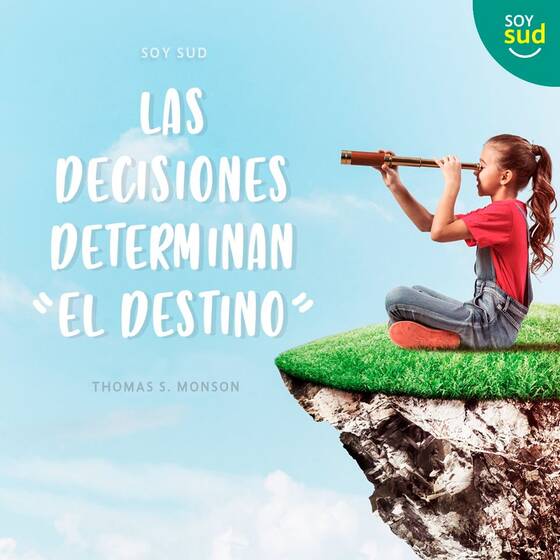 SOY
sud
SOY SUD
LAS
DECISIONES
DETERMINAN
"EL DESTINO"
THOMAS S. MONSON